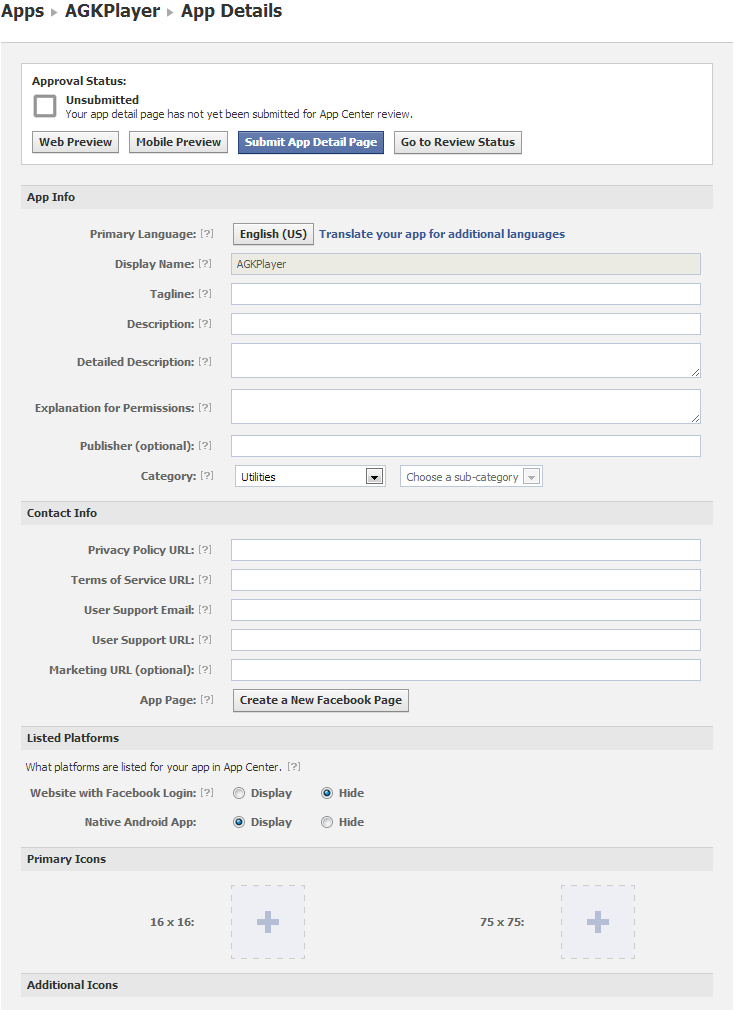 Apps ▸ AGKPlayer ▸ App Details
Approval Status:
Unsubmitted
Your app detail page has not yet been submitted for App Center review.
Web Preview Mobile Preview Submit App Detail Page Go to Review Status
App Info
Primary Language: [?] English (US) Translate your app for additional languages
Display Name: [?] AGKPlayer
Tagline: [?]
Description: [?]
Detailed Description: [?]
Explanation for Permissions: [?]
Publisher (optional): [?]
Category: [?] Utilities Choose a sub-category
Contact Info
Privacy Policy URL: [?]
Terms of Service URL: [?]
User Support Email: [?]
User Support URL: [?]
Marketing URL (optional): [?]
App Page: [?] Create a New Facebook Page
Listed Platforms
What platforms are listed for your app in App Center. [?]
Website with Facebook Login: [?] Display Hide
Native Android App: Display Hide
Primary Icons
16 x 16: 75 x 75:
Additional Icons